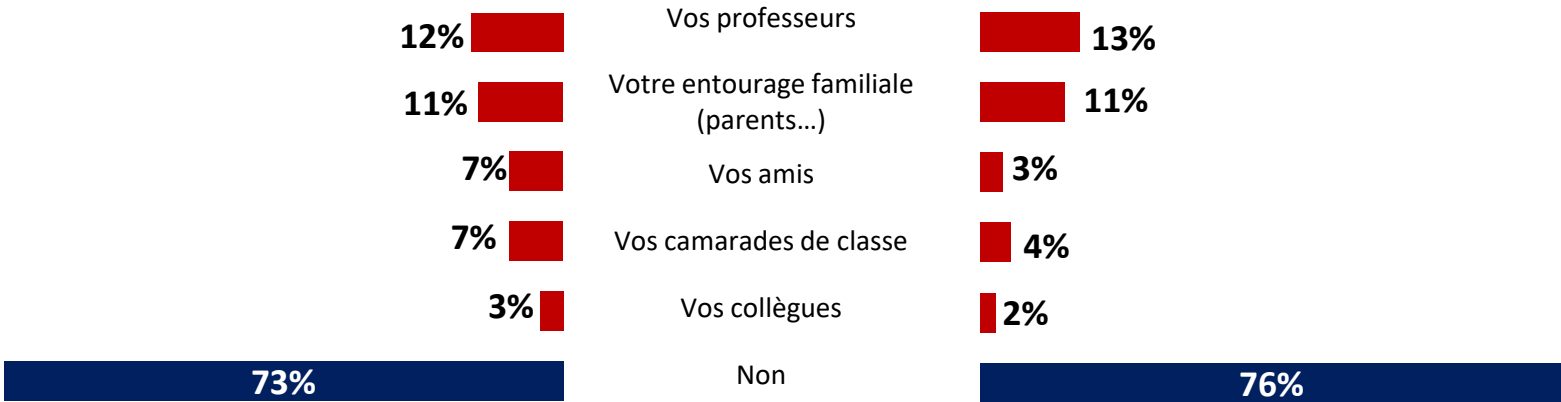 12% Vos professeurs 13%
11% Votre entourage familiale 11%
(parents…)
7% Vos amis 3%
7% Vos camarades de classe 4%
3% Vos collègues 2%
73% Non 76%